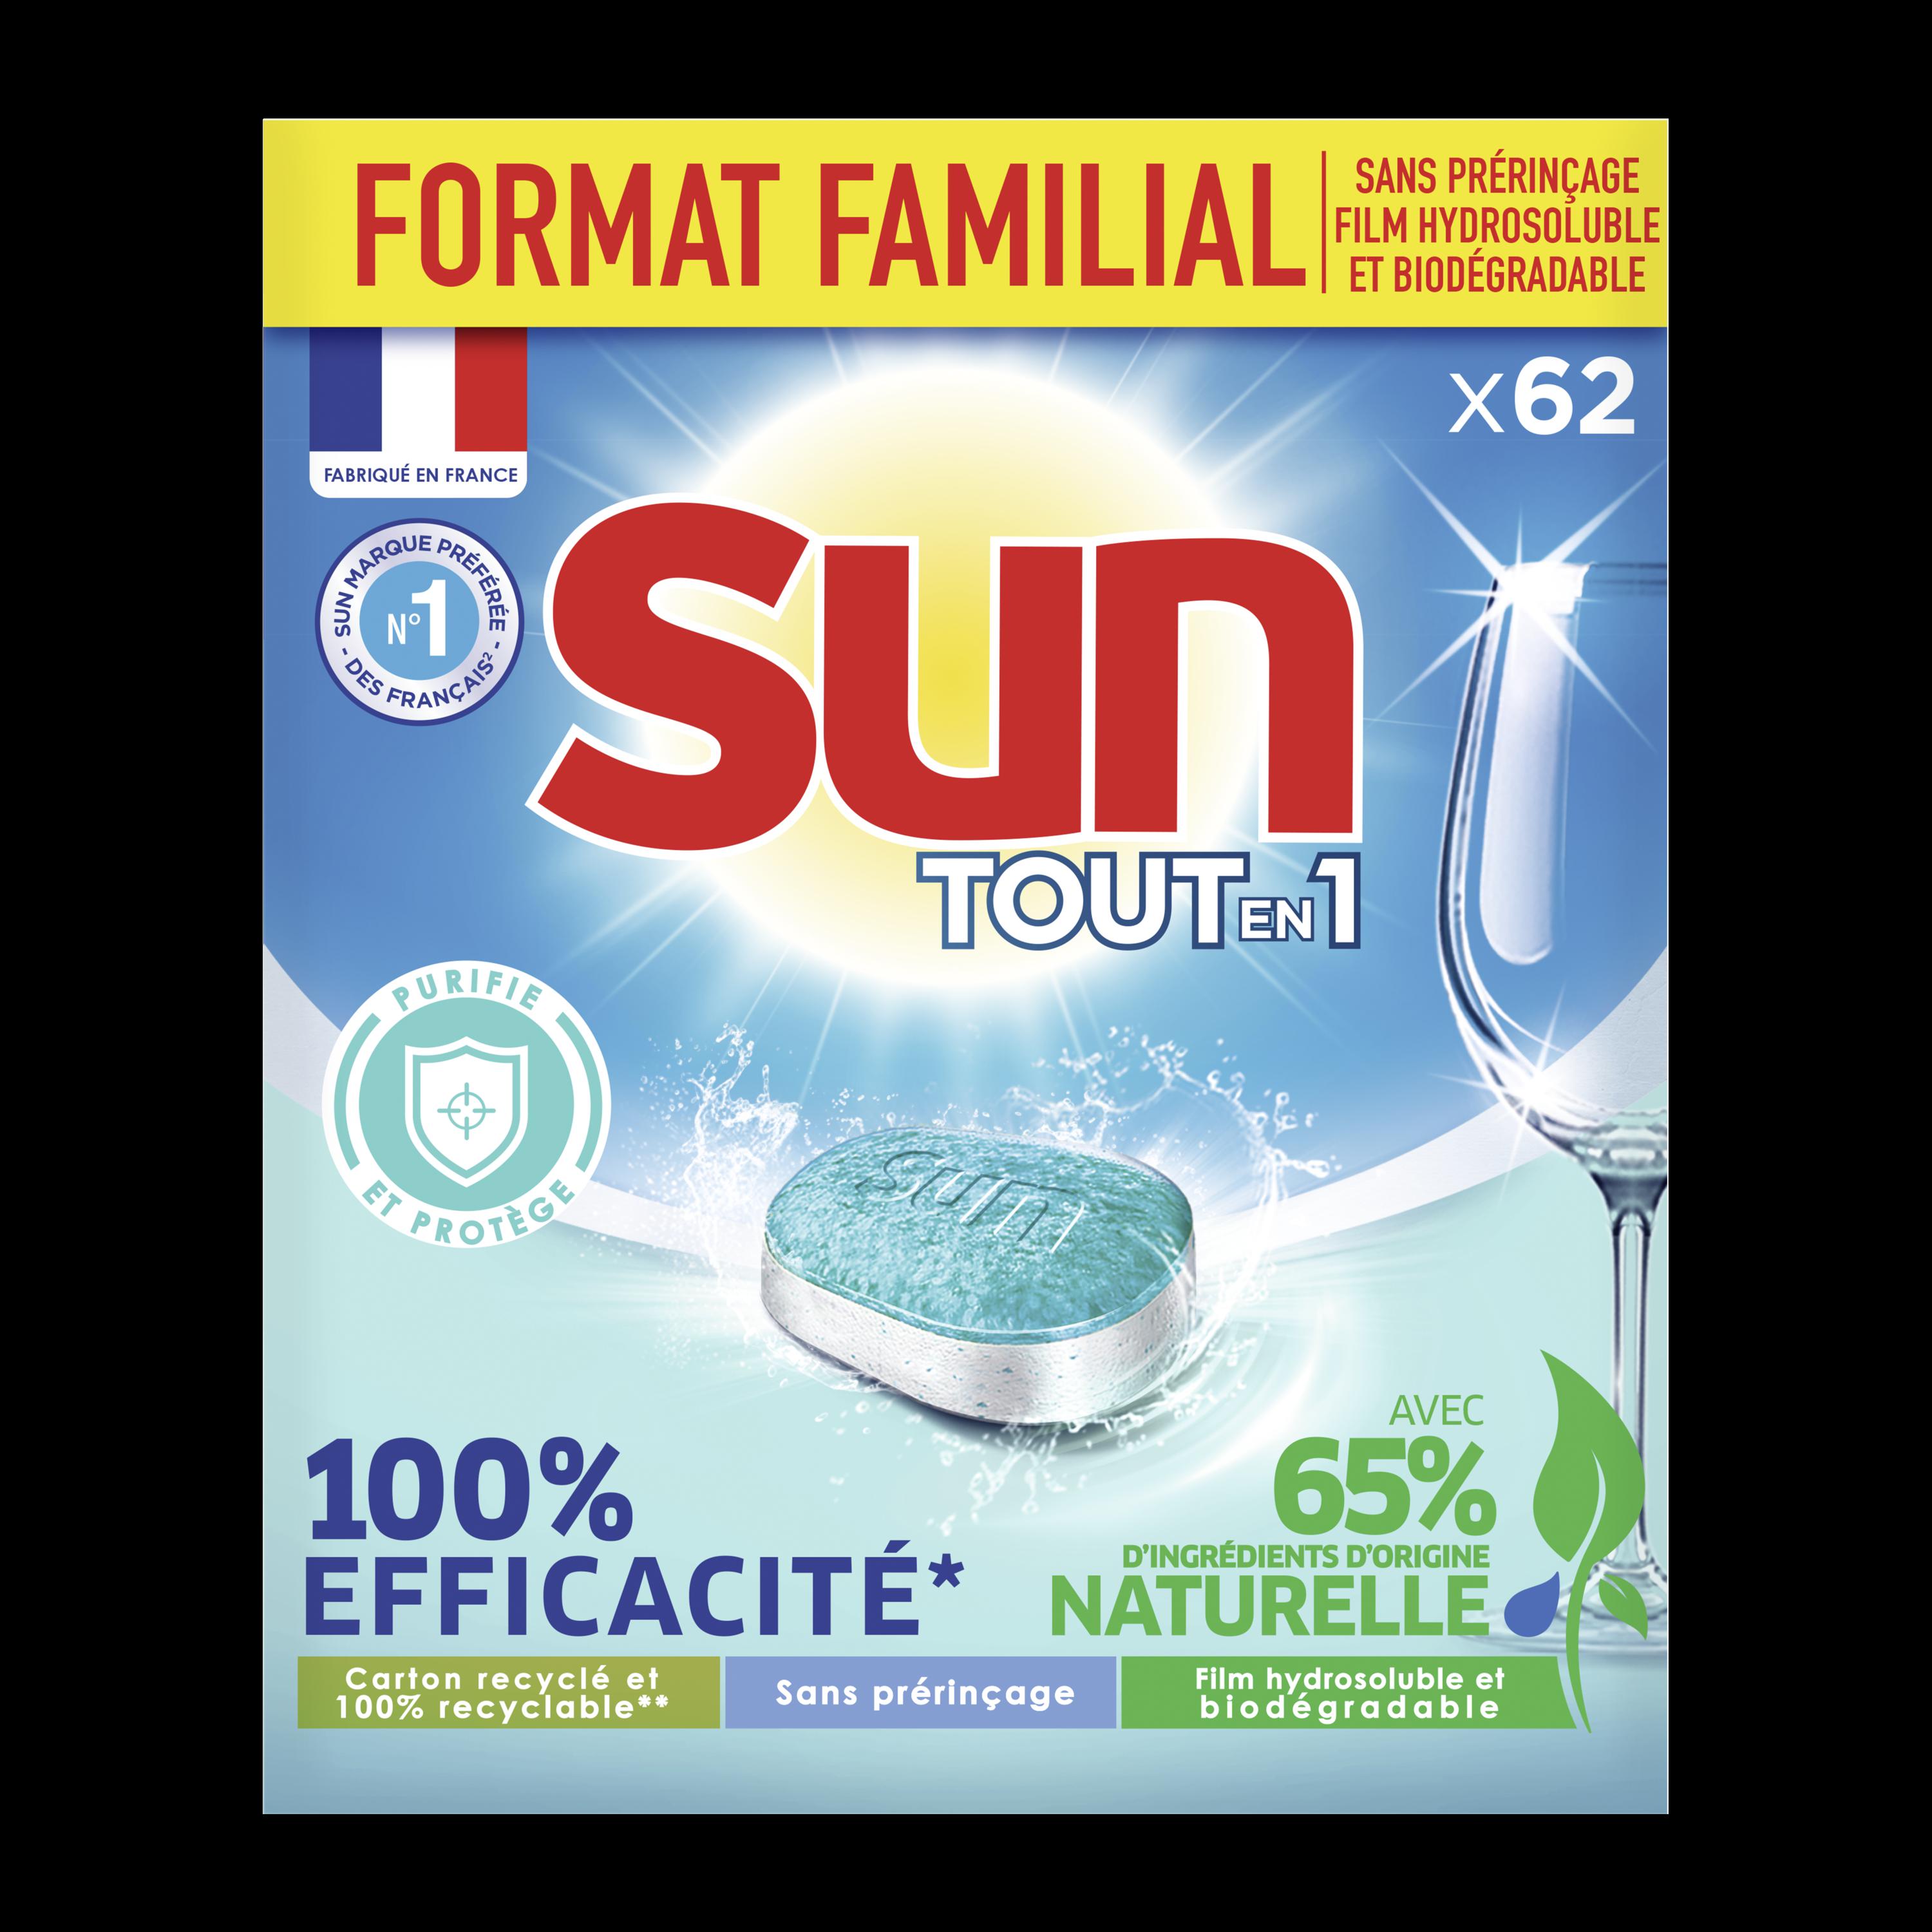 FORMAT FAMILIAL
SANS PRÉRINÇAGE
FILM HYDROSOLUBLE
ET BIODÉGRADABLE
FABRIQUÉ EN FRANCE
x62
SUN MARQUE PRÉFÉRÉE
N°1
- DES FRANÇAIS² -
Sun
TOUT EN 1
PURIFIE
ET PROTÈGE
Sun
100%
EFFICACITÉ*
AVEC
65%
D'INGRÉDIENTS D'ORIGINE
NATURELLE
Carton recyclé et
100% recyclable**
Sans prérinçage
Film hydrosoluble et
biodégradable